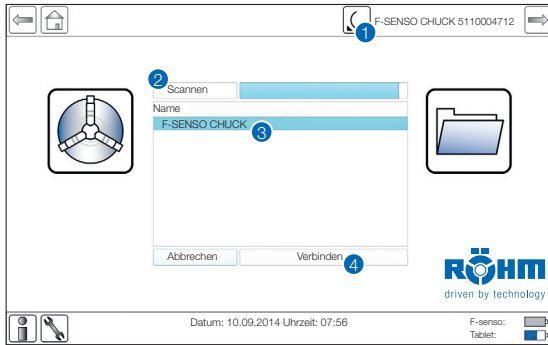 F-SENSO CHUCK 5110004712
1
2
Scannen
Name
F-SENSO CHUCK
3
Abbrechen
Verbinden
4
RÖHM
driven by technology
Datum: 10.09.2014 Uhrzeit: 07:56
F-senso:
Tablet: